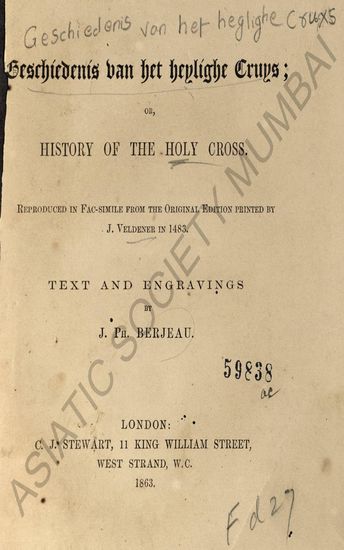 Geschiedenis van het heglighe Cruxs
Geschiedenis van het heylighe Cruys;
OR,
HISTORY OF THE HOLY CROSS.
REPRODUCED IN FAC-SIMILE FROM THE ORIGINAL EDITION PRINTED BY
J. VELDENER IN 1483.
TEXT AND ENGRAVINGS
BY
J. PH. BERJEAU.
59838
ac
LONDON:
C. J. STEWART, 11 KING WILLIAM STREET,
WEST STRAND, W.C.
1863.
Fd27
ASIATIC SOCIETY MUMBAI